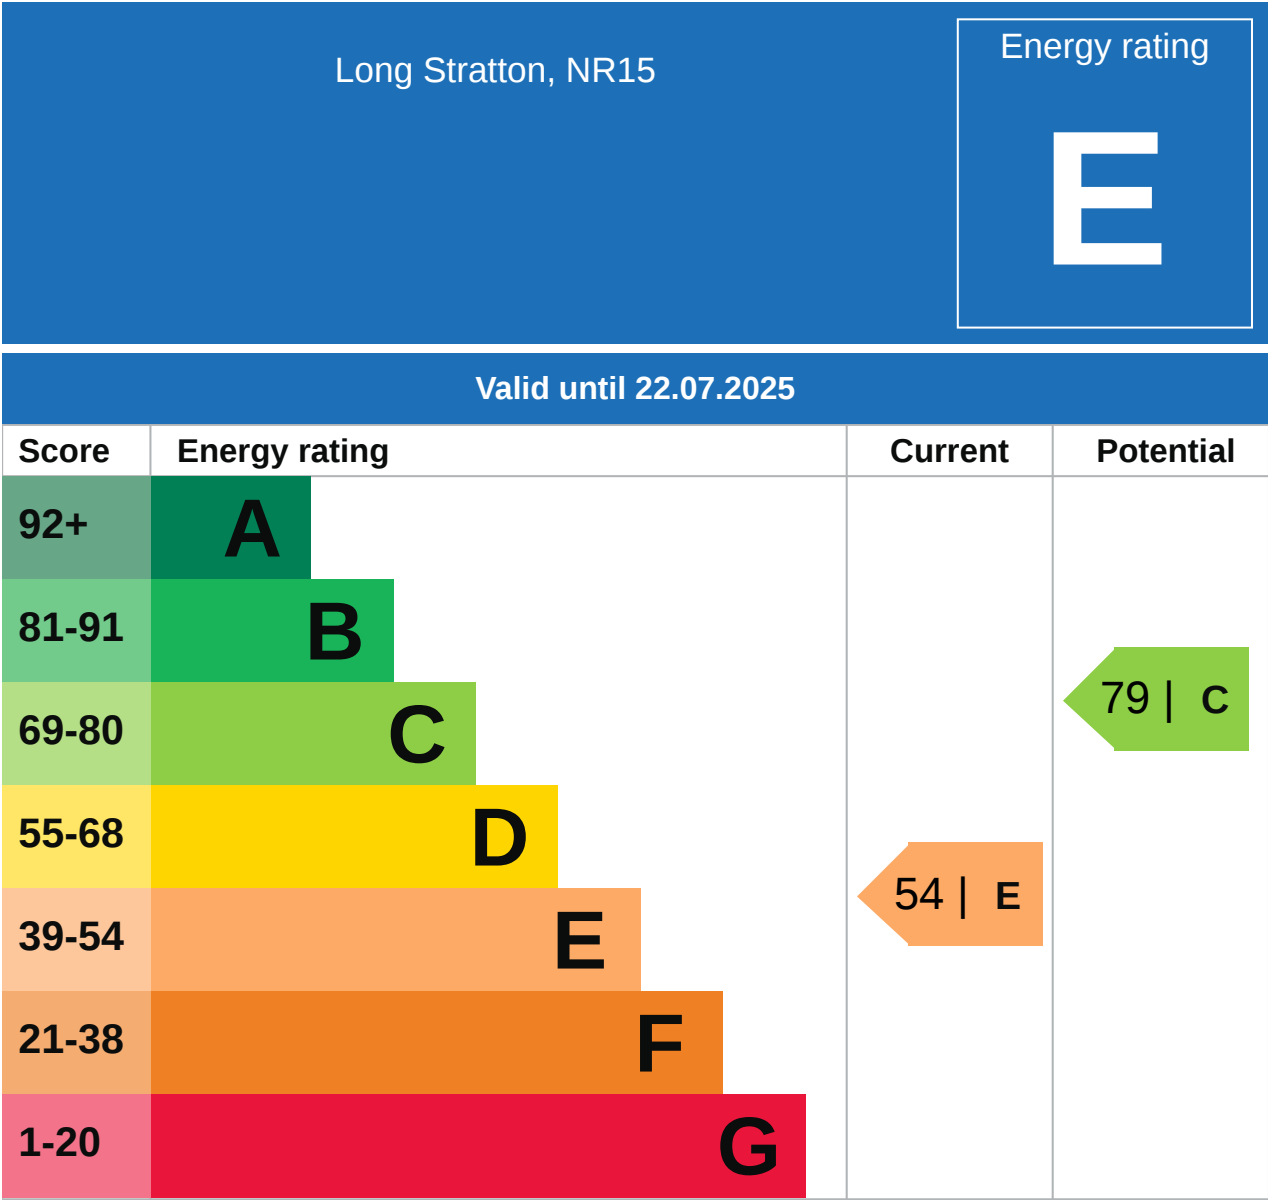 Long Stratton, NR15
Energy rating
E
Valid until 22.07.2025
Score Energy rating Current Potential
92+ A
81-91 B
69-80 C
79 | C
55-68 D
39-54 E
54 | E
21-38 F
1-20 G